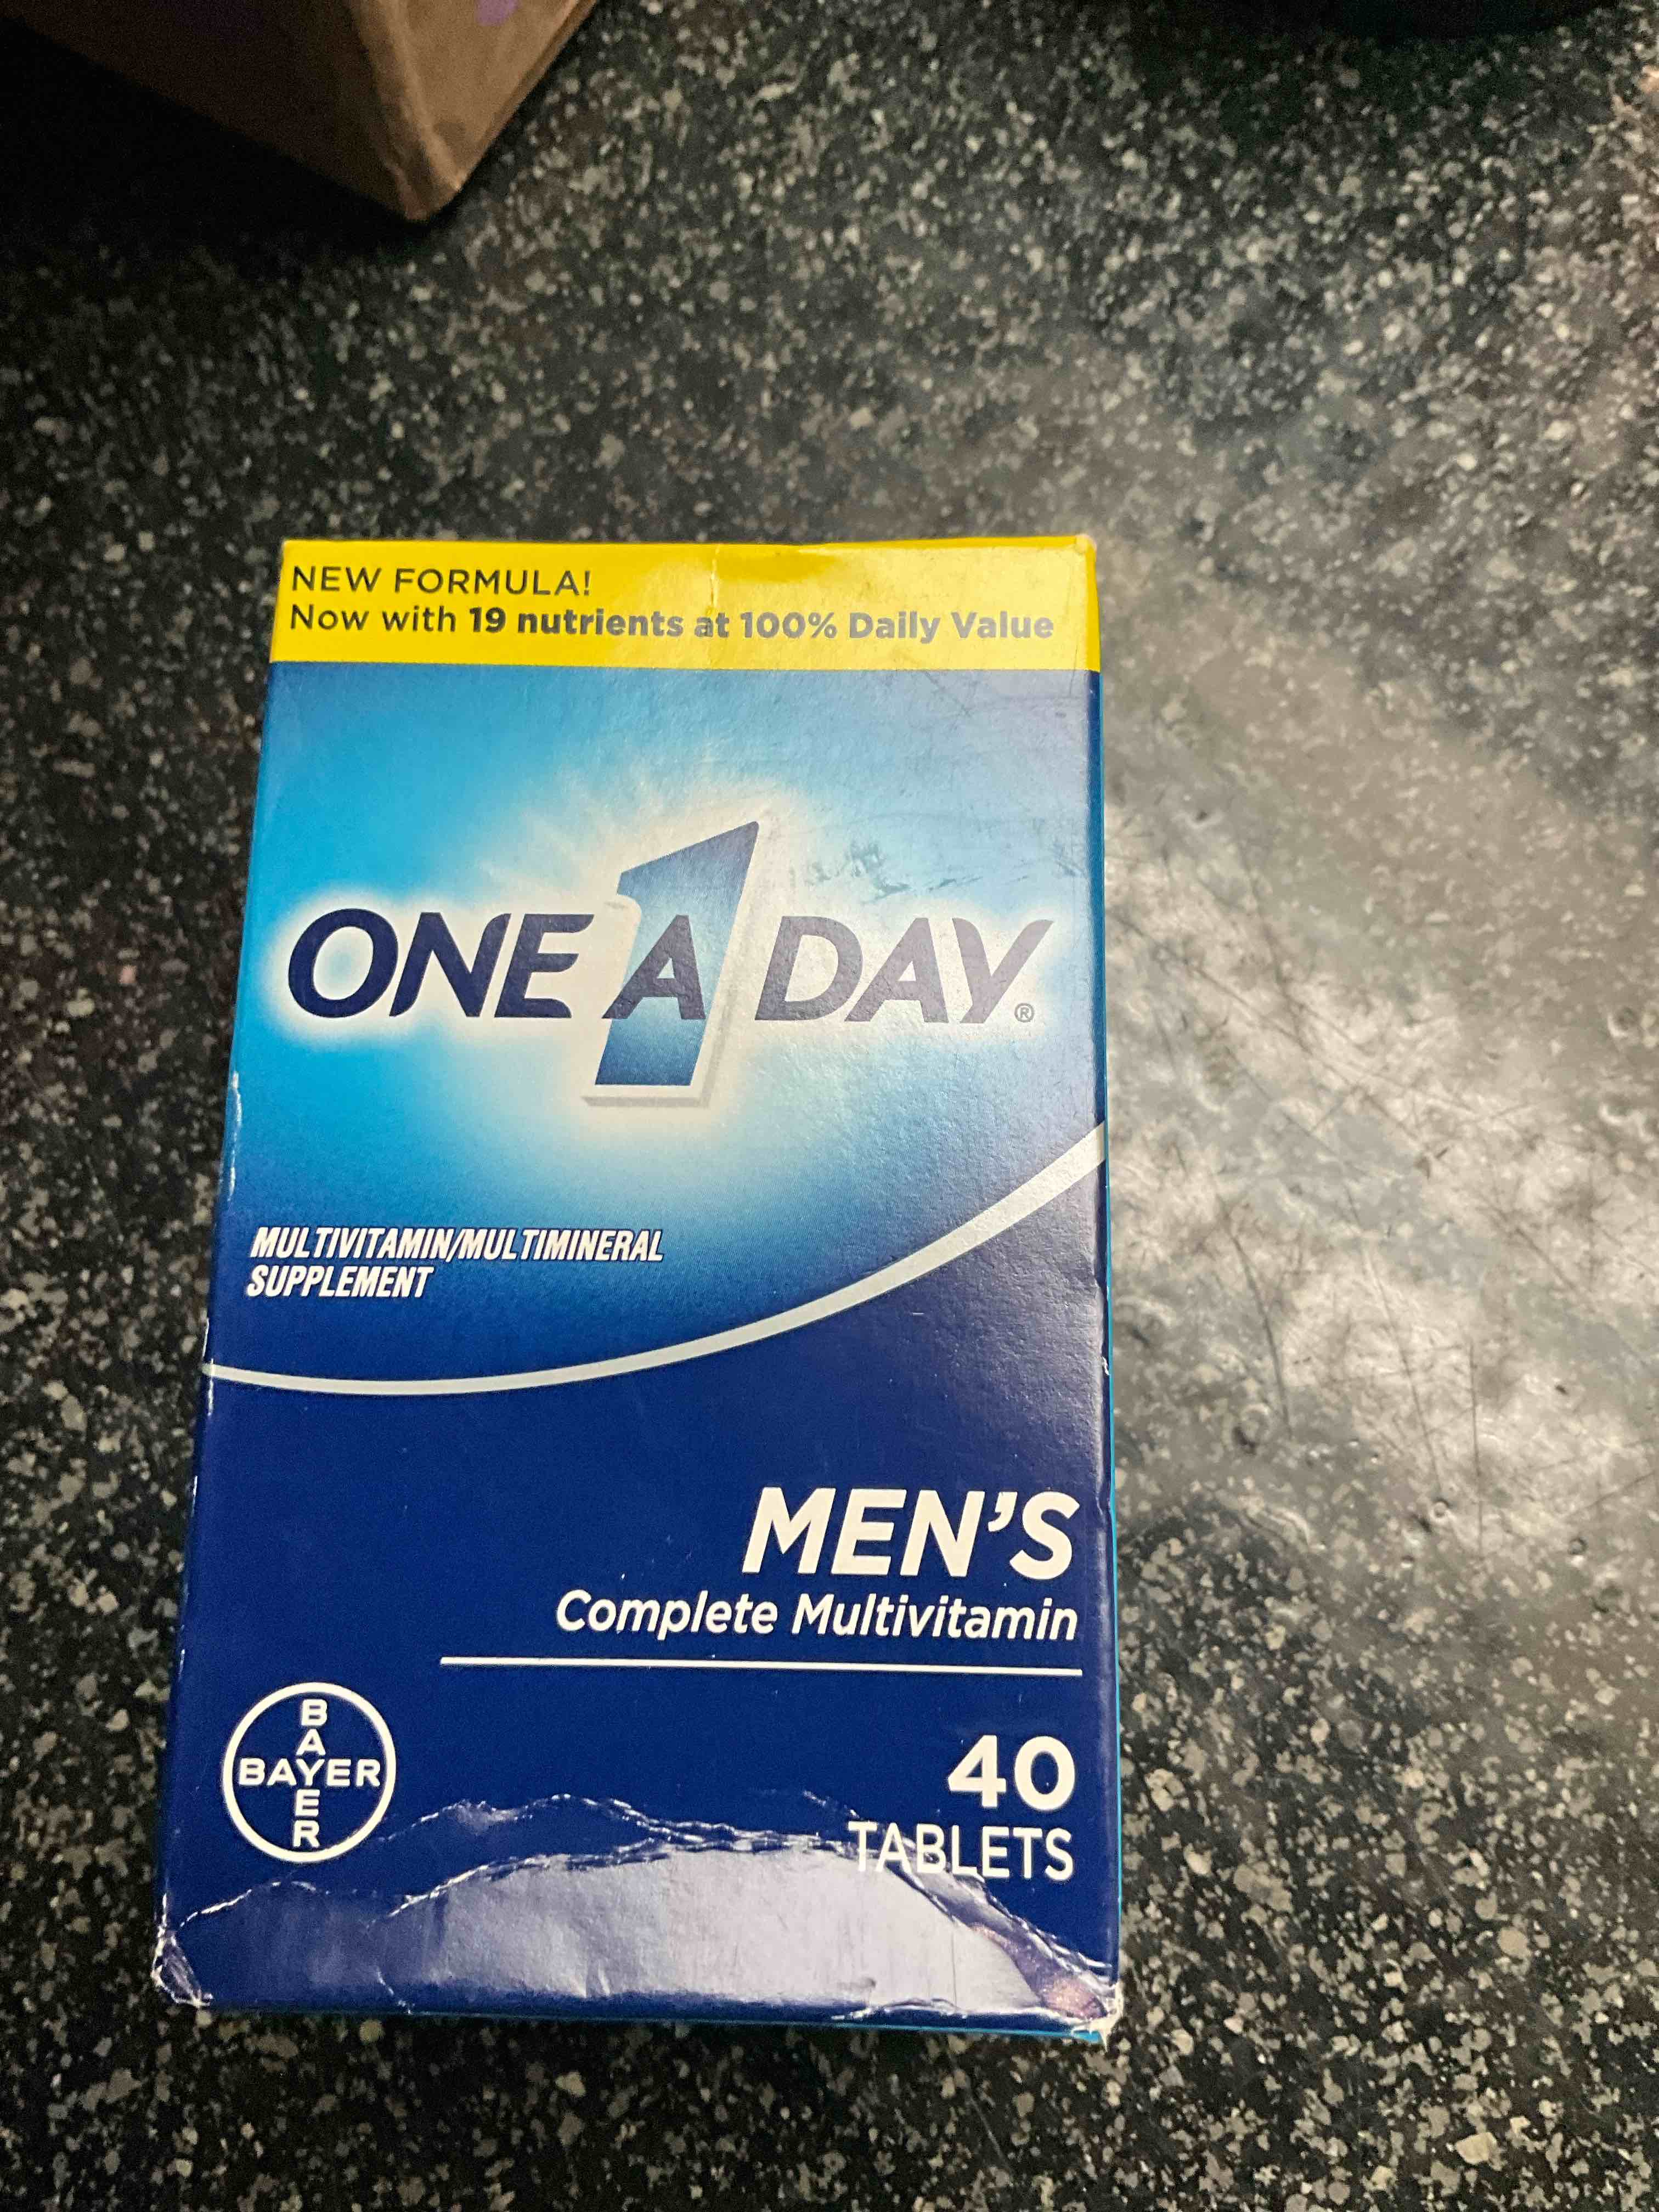 NEW FORMULA!
Now with 19 nutrients at 100% Daily Value
ONE A DAY®
1
MULTIVITAMIN/MULTIMINERAL
SUPPLEMENT
MEN'S
Complete Multivitamin
BAYER
BAYER
40
TABLETS